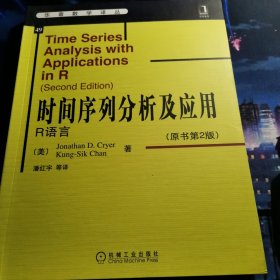 华章数学译丛
49
Time Series
Analysis with
Applications
in R
(Second Edition)
时间序列分析及应用
R语言
(原书第2版)
(美) Jonathan D. Cryer
Kung-Sik Chan 著
潘红宇 等译
机械工业出版社
China Machine Press